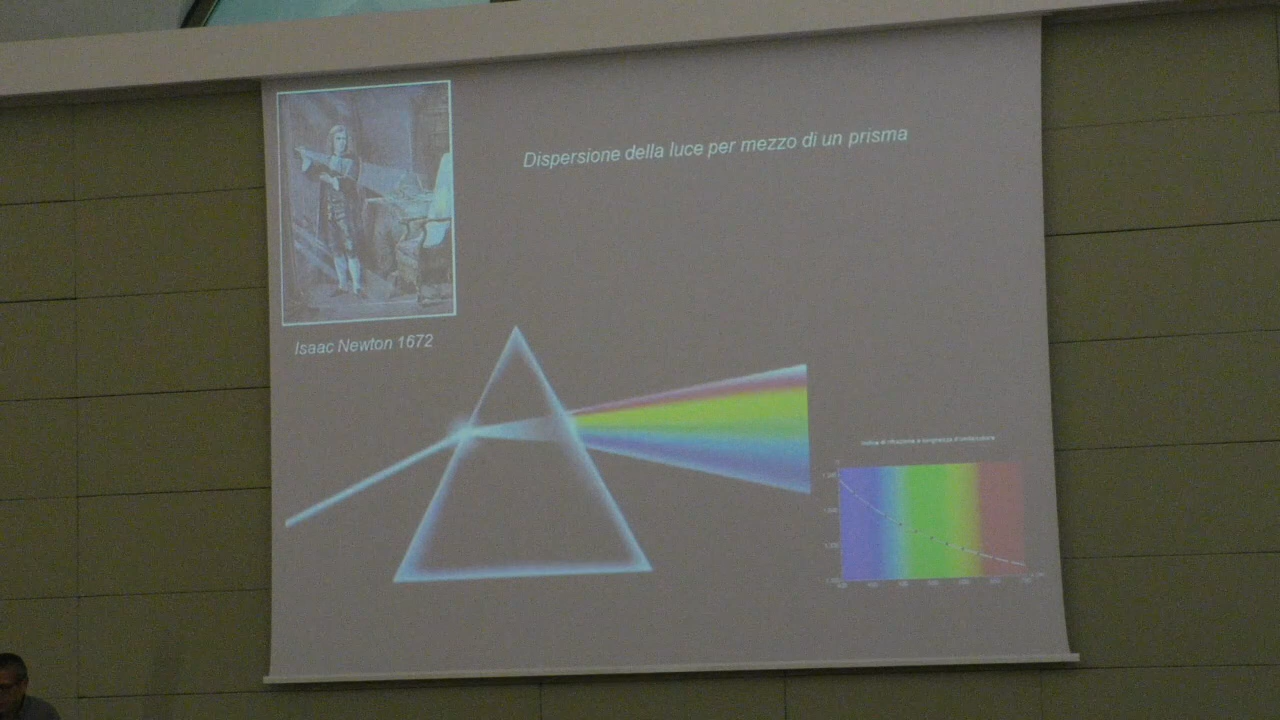 Dispersione della luce per mezzo di un prisma
Isaac Newton 1672